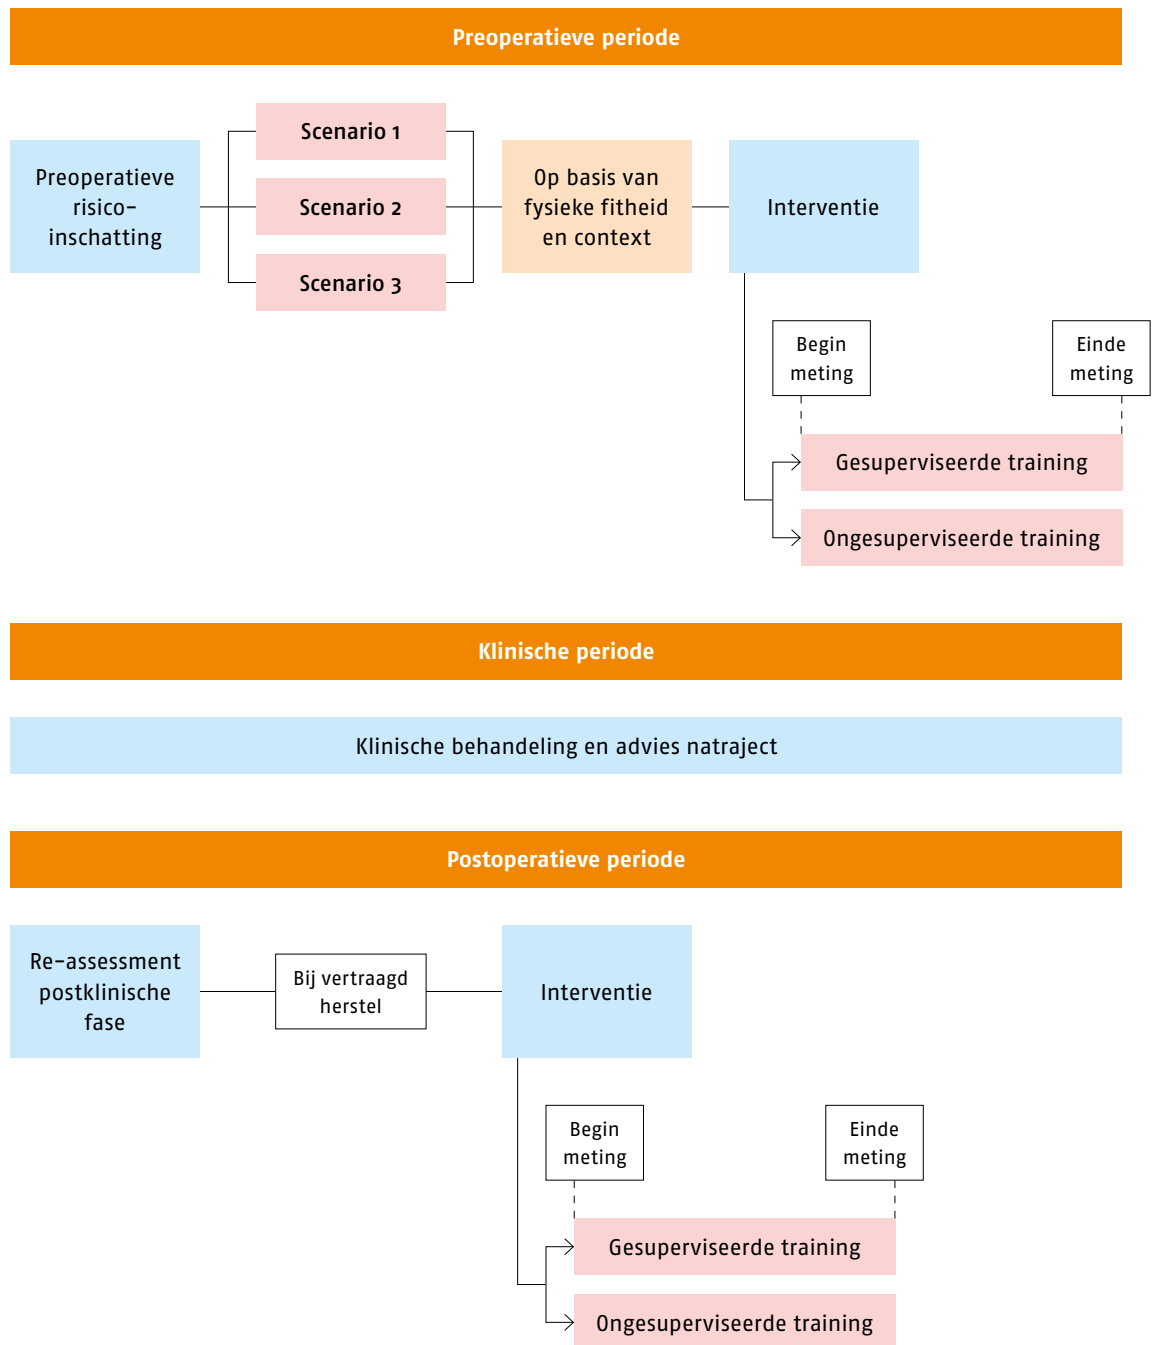 Preoperatieve periode
Scenario 1
Preoperatieve
risico-
inschatting
Scenario 2
Scenario 3
Op basis van
fysieke fitheid
en context
Interventie
Begin
meting
Einde
meting
Gesuperviseerde training
Ongesuperviseerde training
Klinische periode
Klinische behandeling en advies natraject
Postoperatieve periode
Re-assessment
postklinische
fase
Bij vertraagd
herstel
Interventie
Begin
meting
Einde
meting
Gesuperviseerde training
Ongesuperviseerde training